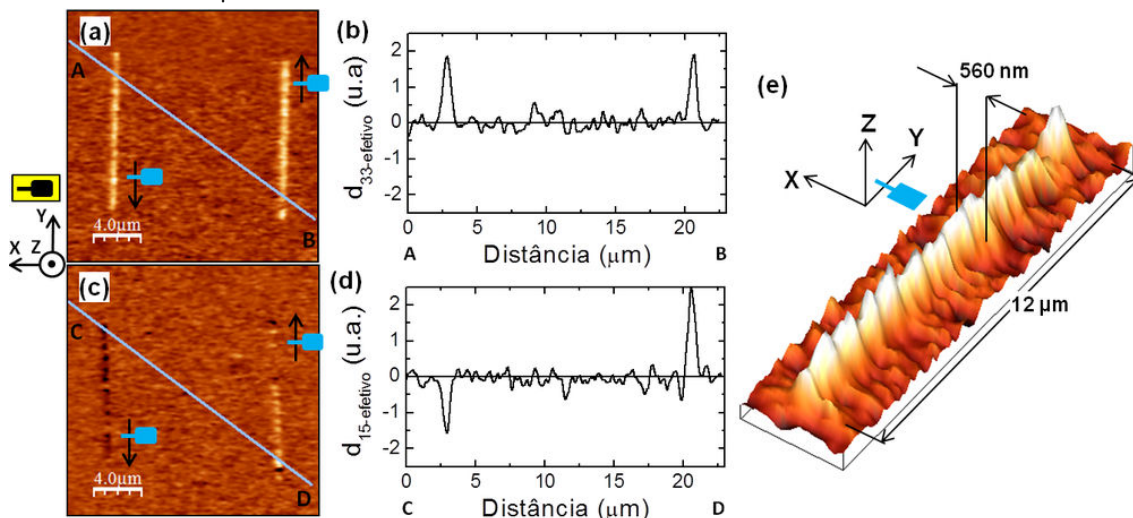 (a)
A
B
4.0µm
Y
X Z
(b)
d33-efetivo (u.a)
2
1
0
-1
-2
0 5 10 15 20
A Distância (µm) B
(c)
C
D
4.0µm
(d)
d15-efetivo (u.a.)
2
1
0
-1
-2
0 5 10 15 20
Distância (µm)
C D
(e)
560 nm
Z
Y
X
12 µm